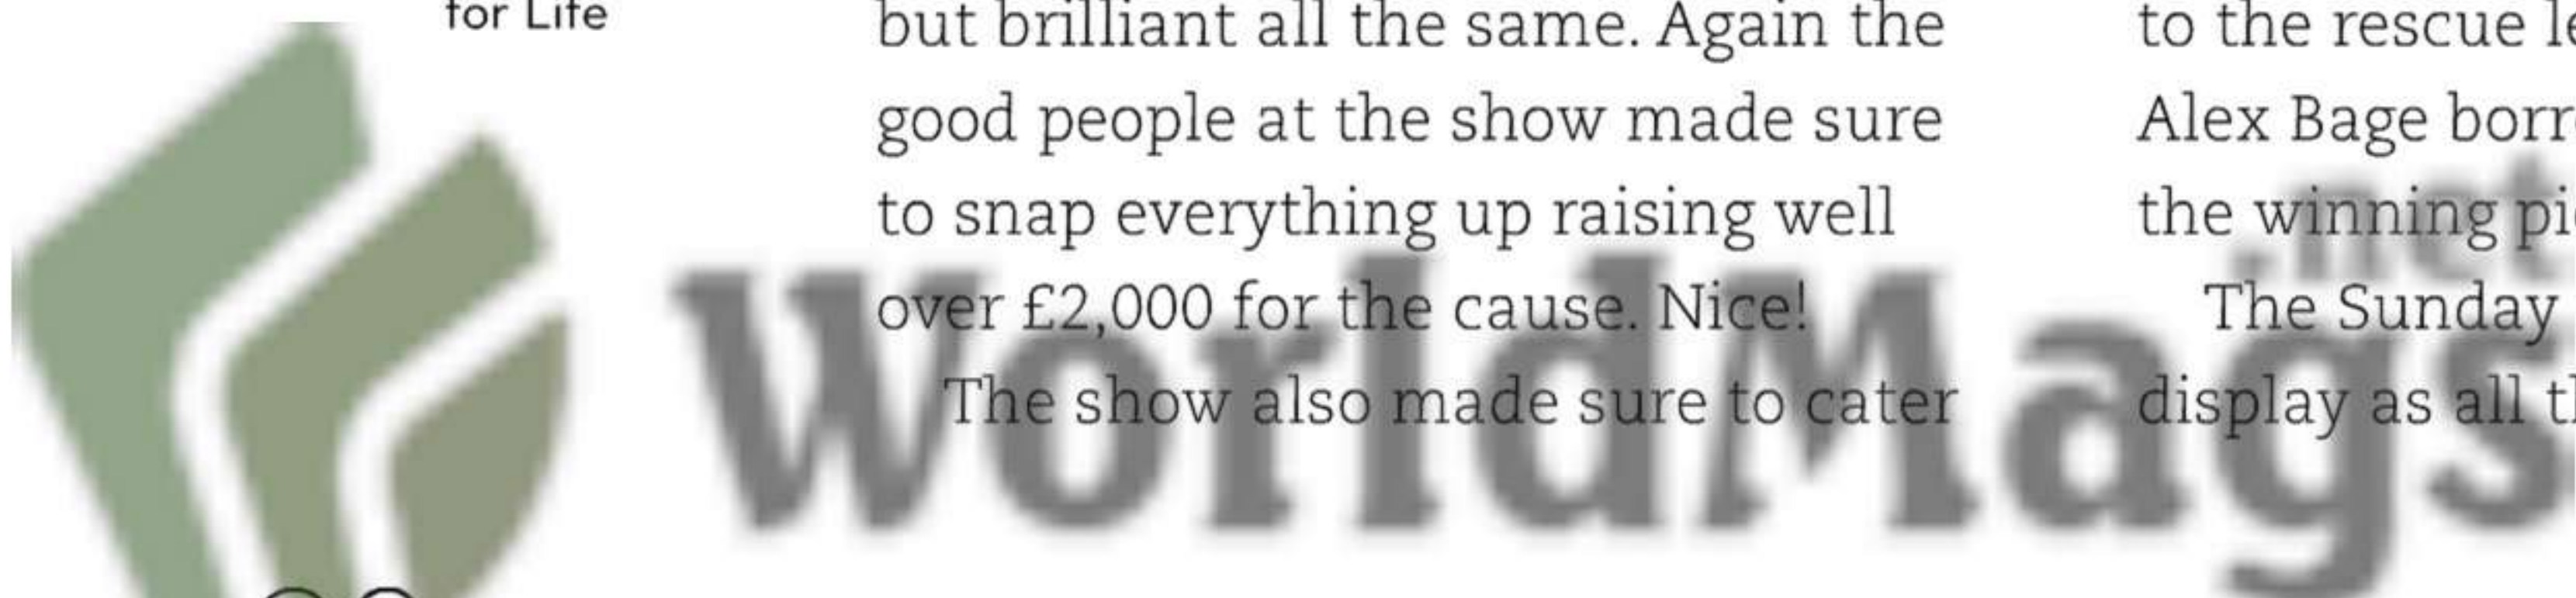 for Life
but brilliant all the same. Again the
good people at the show made sure
to snap everything up raising well
over £2,000 for the cause. Nice!
The show also made sure to cater
to the rescue
Alex Bage
the winning
The Sunday
display as all
WorldMags
.net